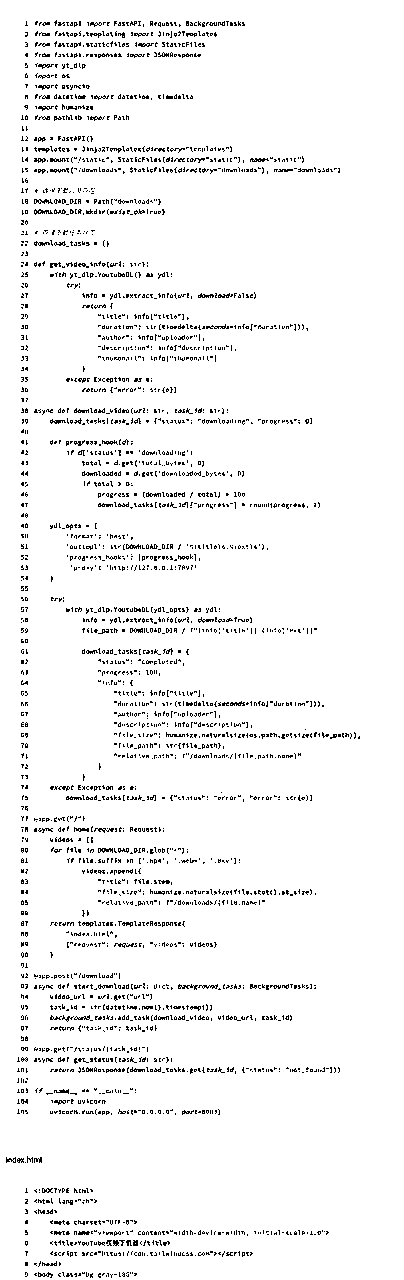 1 from fastapi import FastAPI, Request, BackgroundTasks
2 from fastapi.templating import Jinja2Templates
3 from fastapi.staticfiles import StaticFiles
4 from fastapi.responses import JSONResponse
5 import yt_dlp
6 import os
7 import asyncio
8 from datetime import datetime, timedelta
9 import humanize
10 from pathlib import Path
11
12 app = FastAPI()
13 templates = Jinja2Templates(directory="templates")
14 app.mount("/static", StaticFiles(directory="static"), name="static")
15 app.mount("/downloads", StaticFiles(directory="downloads"), name="downloads")
16
17 #
18 DOWNLOAD_DIR = Path("downloads")
19 DOWNLOAD_DIR.mkdir(exist_ok=True)
20
21 #
22 download_tasks = {}
23
24 def get_video_info(url: str):
25 with yt_dlp.YoutubeDL() as ydl:
26 try:
27 info = ydl.extract_info(url, download=False)
28 return {
29 "title": info["title"],
30 "duration": str(timedelta(seconds=info["duration"])),
31 "author": info["uploader"],
32 "description": info["description"],
33 "thumbnail": info["thumbnail"]
34 }
35 except Exception as e:
36 return {"error": str(e)}
37
38 async def download_video(url: str, task_id: str):
39 download_tasks[task_id] = {"status": "downloading", "progress": 0}
40
41 def progress_hook(d):
42 if d['status'] == 'downloading':
43 total = d.get('total_bytes', 0)
44 downloaded = d.get('downloaded_bytes', 0)
45 if total > 0:
46 progress = (downloaded / total) * 100
47 download_tasks[task_id]["progress"] = round(progress, 2)
48
49 ydl_opts = {
50 'format': 'best',
51 'outtmpl': str(DOWNLOAD_DIR / '%(title)s.%(ext)s'),
52 'progress_hooks': [progress_hook],
53 'proxy': 'http://127.0.0.1:7897'
54 }
55
56 try:
57 with yt_dlp.YoutubeDL(ydl_opts) as ydl:
58 info = ydl.extract_info(url, download=True)
59 file_path = DOWNLOAD_DIR / f"{info['title']}.{info['ext']}"
60
61 download_tasks[task_id] = {
62 "status": "completed",
63 "progress": 100,
64 "info": {
65 "title": info["title"],
66 "duration": str(timedelta(seconds=info["duration"])),
67 "author": info["uploader"],
68 "description": info["description"],
69 "file_size": humanize.naturalsize(os.path.getsize(file_path)),
70 "file_path": str(file_path),
71 "relative_path": f"/downloads/{file_path.name}"
72 }
73 }
74 except Exception as e:
75 download_tasks[task_id] = {"status": "error", "error": str(e)}
76
77 @app.get("/")
78 async def home(request: Request):
79 videos = []
80 for file in DOWNLOAD_DIR.glob("*"):
81 if file.suffix in ['.mp4', '.webm', '.mkv']:
82 videos.append({
83 "title": file.stem,
84 "file_size": humanize.naturalsize(file.stat().st_size),
85 "relative_path": f"/downloads/{file.name}"
86 })
87 return templates.TemplateResponse(
88 "index.html",
89 {"request": request, "videos": videos}
90 )
91
92 @app.post("/download")
93 async def start_download(url: dict, background_tasks: BackgroundTasks):
94 video_url = url.get("url")
95 task_id = str(datetime.now().timestamp())
96 background_tasks.add_task(download_video, video_url, task_id)
97 return {"task_id": task_id}
98
99 @app.get("/status/{task_id}")
100 async def get_status(task_id: str):
101 return JSONResponse(download_tasks.get(task_id, {"status": "not_found"}))
102
103 if __name__ == "__main__":
104 import uvicorn
105 uvicorn.run(app, host="0.0.0.0", port=8003)
index.html
1 <!DOCTYPE html>
2 <html lang="zh">
3 <head>
4 <meta charset="UTF-8">
5 <meta name="viewport" content="width=device-width, initial-scale=1.0">
6 <title>YouTube视频下载器</title>
7 <script src="https://cdn.tailwindcss.com"></script>
8 </head>
9 <body class="bg-gray-100">